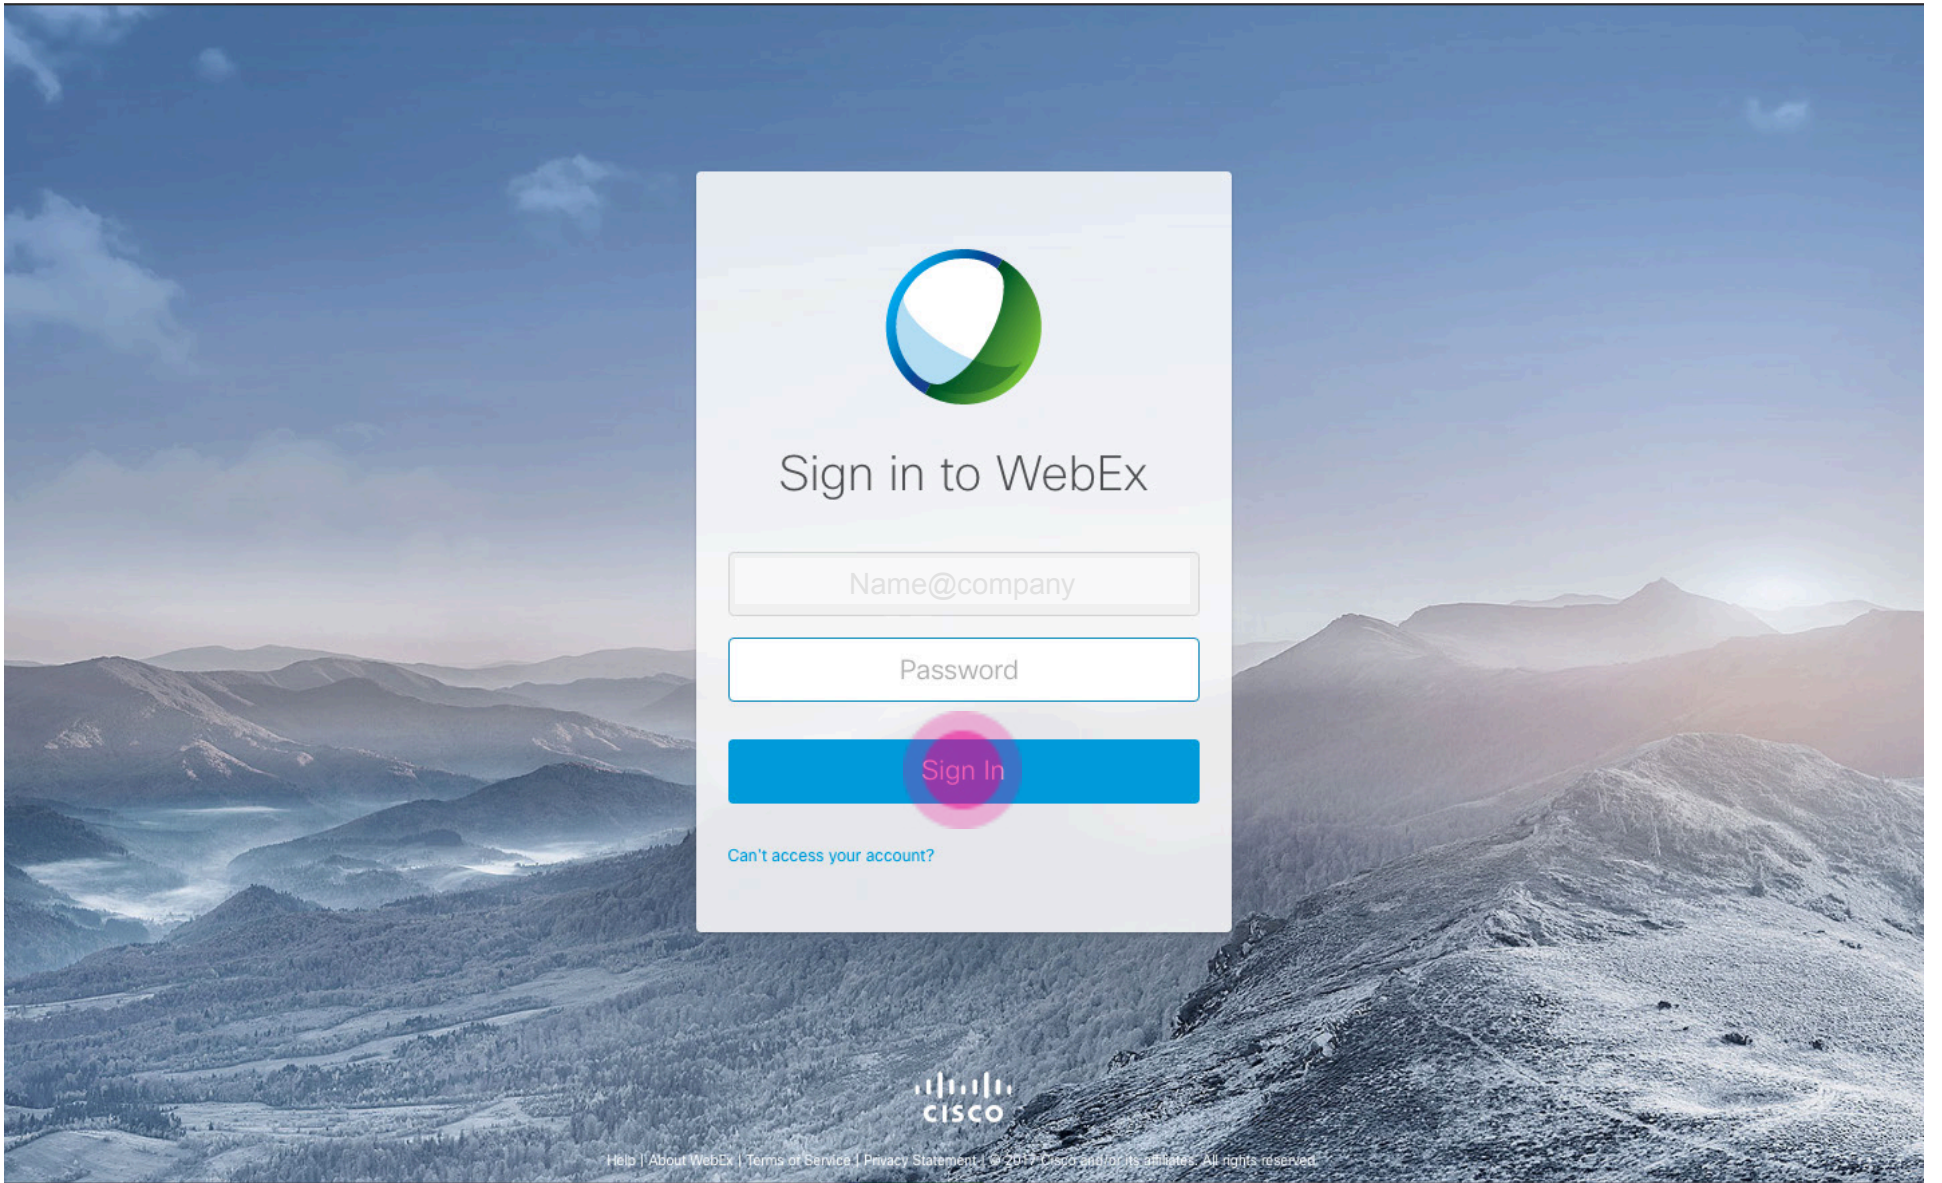 Sign in to WebEx
Name@company
Password
Sign In
Can't access your account?
cisco
Help | About WebEx | Terms of Service | Privacy Statement | © 2017 Cisco and/or its affiliates. All rights reserved.